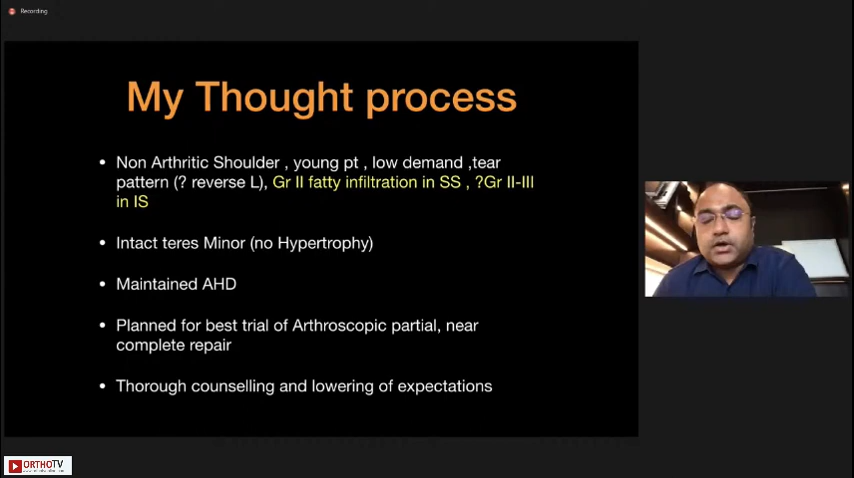 Recording
My Thought process
• Non Arthritic Shoulder , young pt , low demand ,tear
pattern (? reverse L), Gr II fatty infiltration in SS , ?Gr II-III
in IS
• Intact teres Minor (no Hypertrophy)
• Maintained AHD
• Planned for best trial of Arthroscopic partial, near
complete repair
• Thorough counselling and lowering of expectations
ORTHOTV